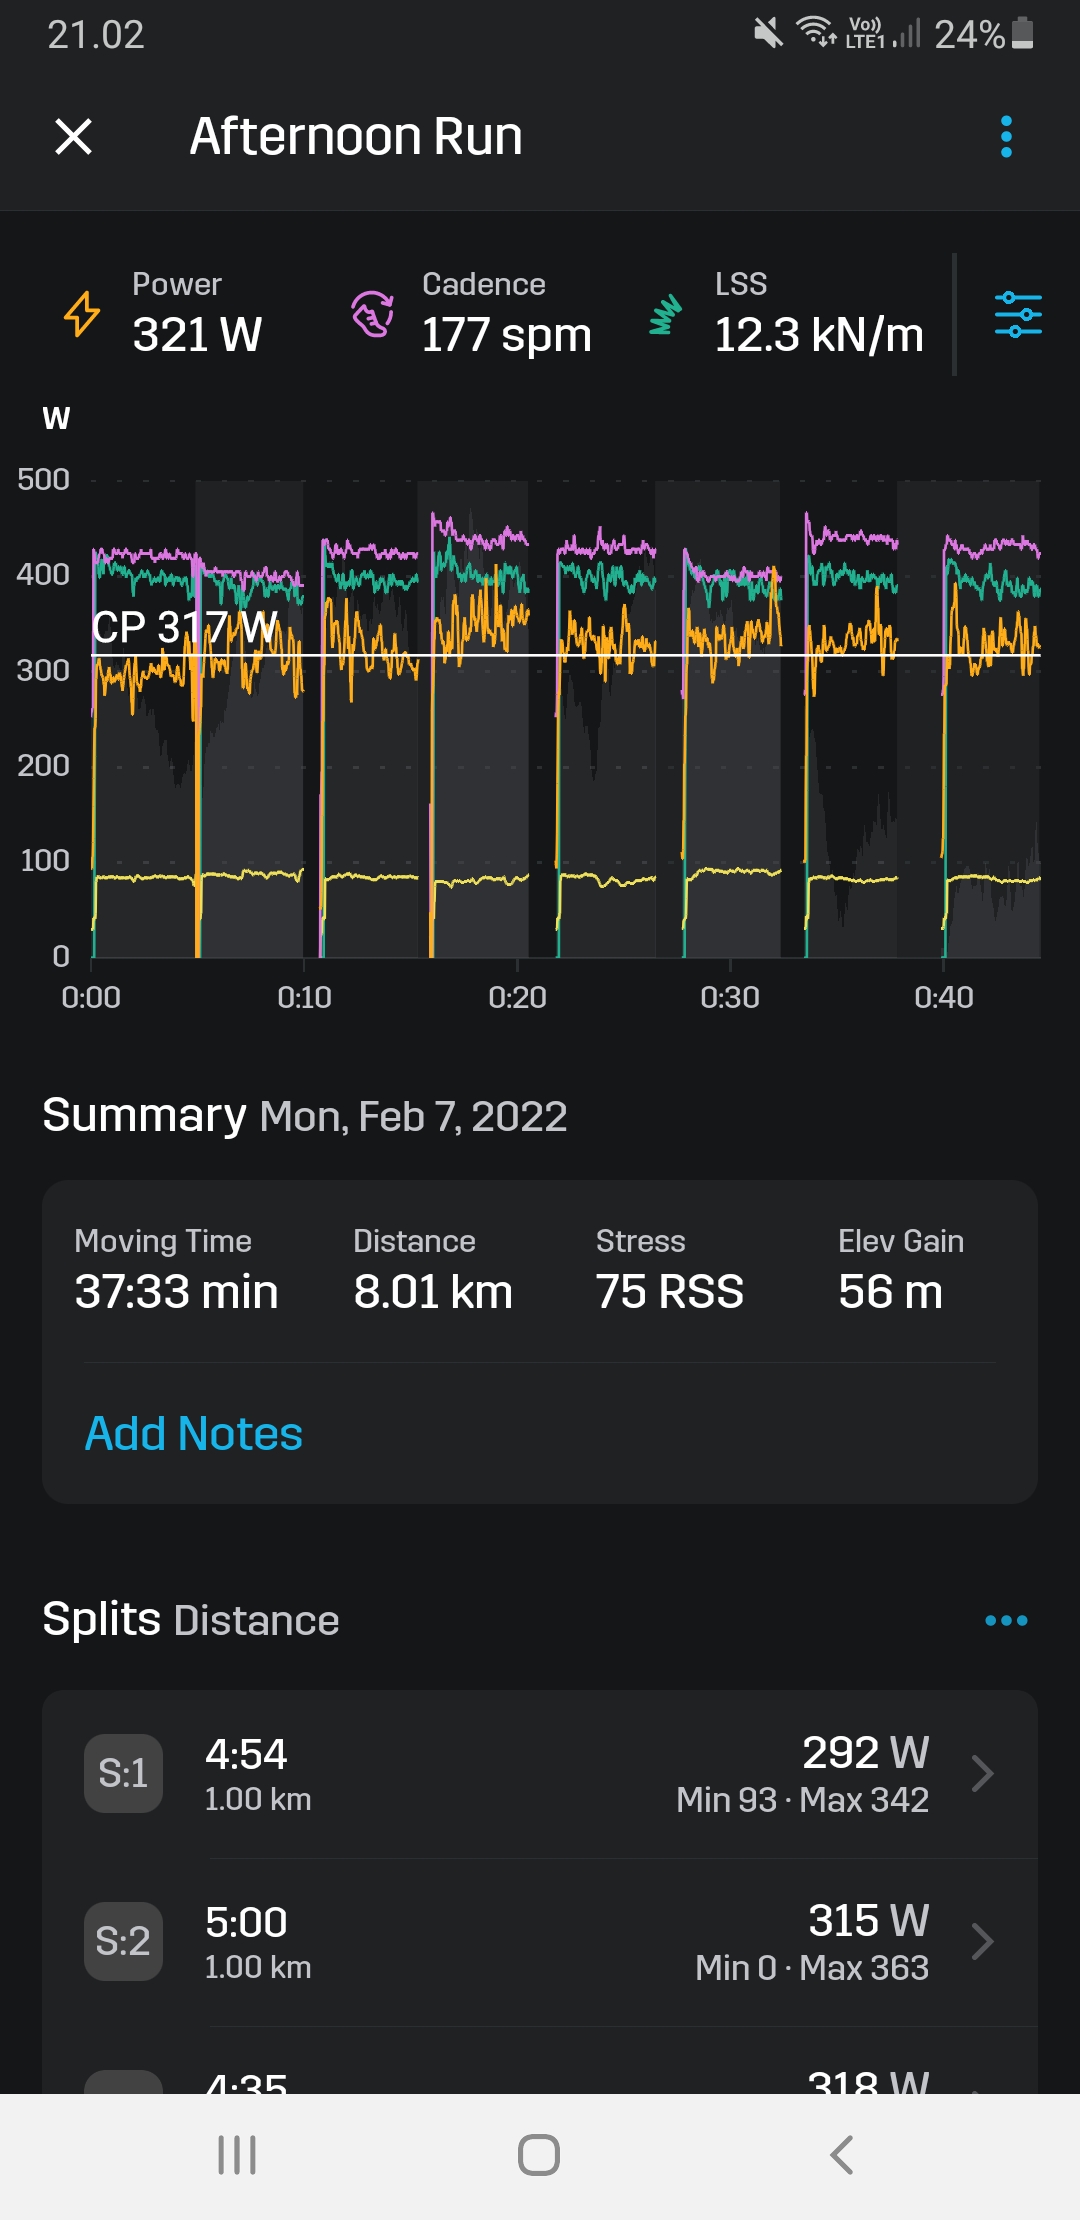 21.02
Vo)) LTE1 24%
Afternoon Run
Power Cadence LSS
321 W 177 spm 12.3 kN/m
W
500
400
CP 317 W
300
200
100
0
0:00 0:10 0:20 0:30 0:40
Summary Mon, Feb 7, 2022
Moving Time Distance Stress Elev Gain
37:33 min 8.01 km 75 RSS 56 m
Add Notes
Splits Distance
S:1 4:54 292 W
1.00 km Min 93 · Max 342
S:2 5:00 315 W
1.00 km Min 0 · Max 363
4:35 318 W